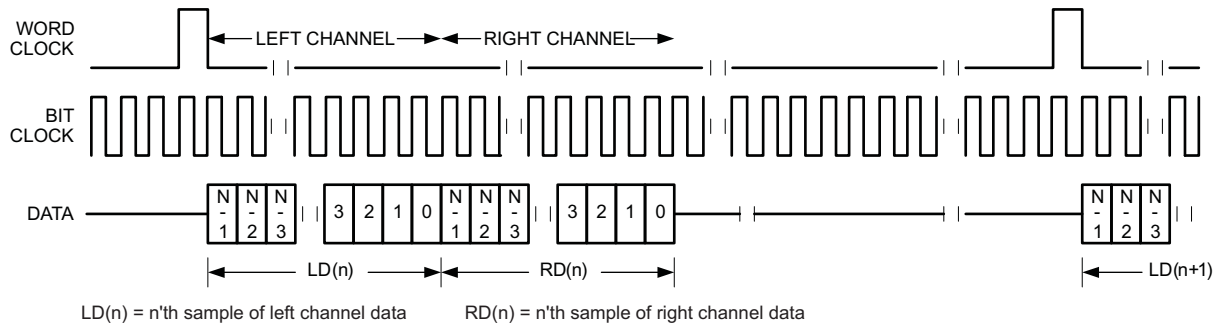 WORD CLOCK
LEFT CHANNEL
RIGHT CHANNEL
BIT CLOCK
DATA
N-1 N-2 N-3 3 2 1 0 N-1 N-2 N-3 3 2 1 0 N-1 N-2 N-3
LD(n)
RD(n)
LD(n+1)
LD(n) = n'th sample of left channel data
RD(n) = n'th sample of right channel data